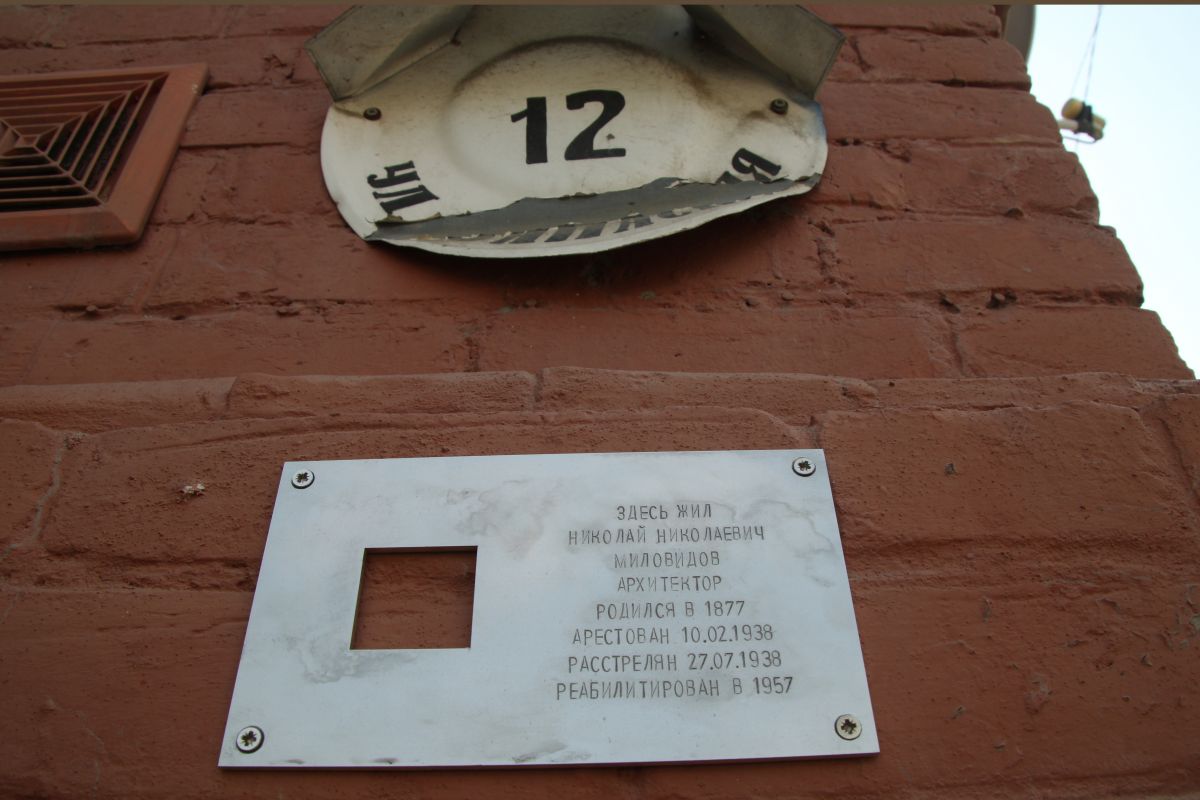 12
УЛ
ЗДЕСЬ ЖИЛ
НИКОЛАЙ НИКОЛАЕВИЧ
МИЛОВИДОВ
АРХИТЕКТОР
РОДИЛСЯ В 1877
АРЕСТОВАН 10.02.1938
РАССТРЕЛЯН 27.07.1938
РЕАБИЛИТИРОВАН В 1957